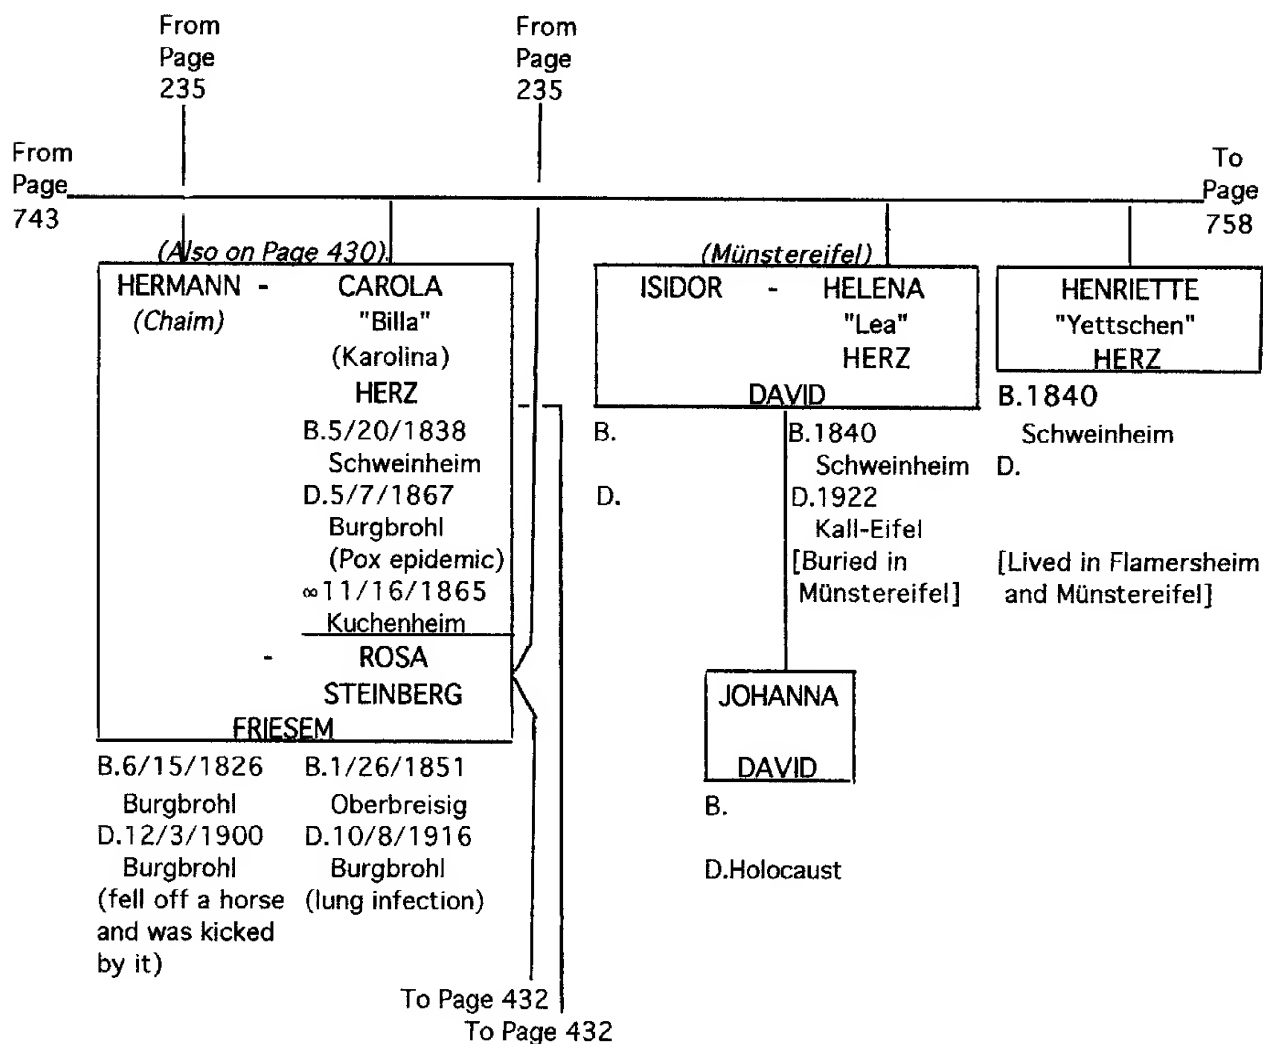 From
Page
235
From
Page
235
From
Page
743
To
Page
758
(Also on Page 430)
HERMANN - CAROLA
(Chaim) "Billa"
(Karolina)
HERZ
B.5/20/1838
Schweinheim
D.5/7/1867
Burgbrohl
(Pox epidemic)
∞11/16/1865
Kuchenheim
- ROSA
STEINBERG
FRIESEM
B.6/15/1826 B.1/26/1851
Burgbrohl Oberbreisig
D.12/3/1900 D.10/8/1916
Burgbrohl Burgbrohl
(fell off a horse (lung infection)
and was kicked
by it)
To Page 432
To Page 432
(Münstereifel)
ISIDOR - HELENA
"Lea"
HERZ
DAVID
B. B.1840
Schweinheim
D. D.1922
Kall-Eifel
[Buried in
Münstereifel]
JOHANNA
DAVID
B.
D.Holocaust
HENRIETTE
"Yettschen"
HERZ
B.1840
Schweinheim
D.
[Lived in Flamersheim
and Münstereifel]